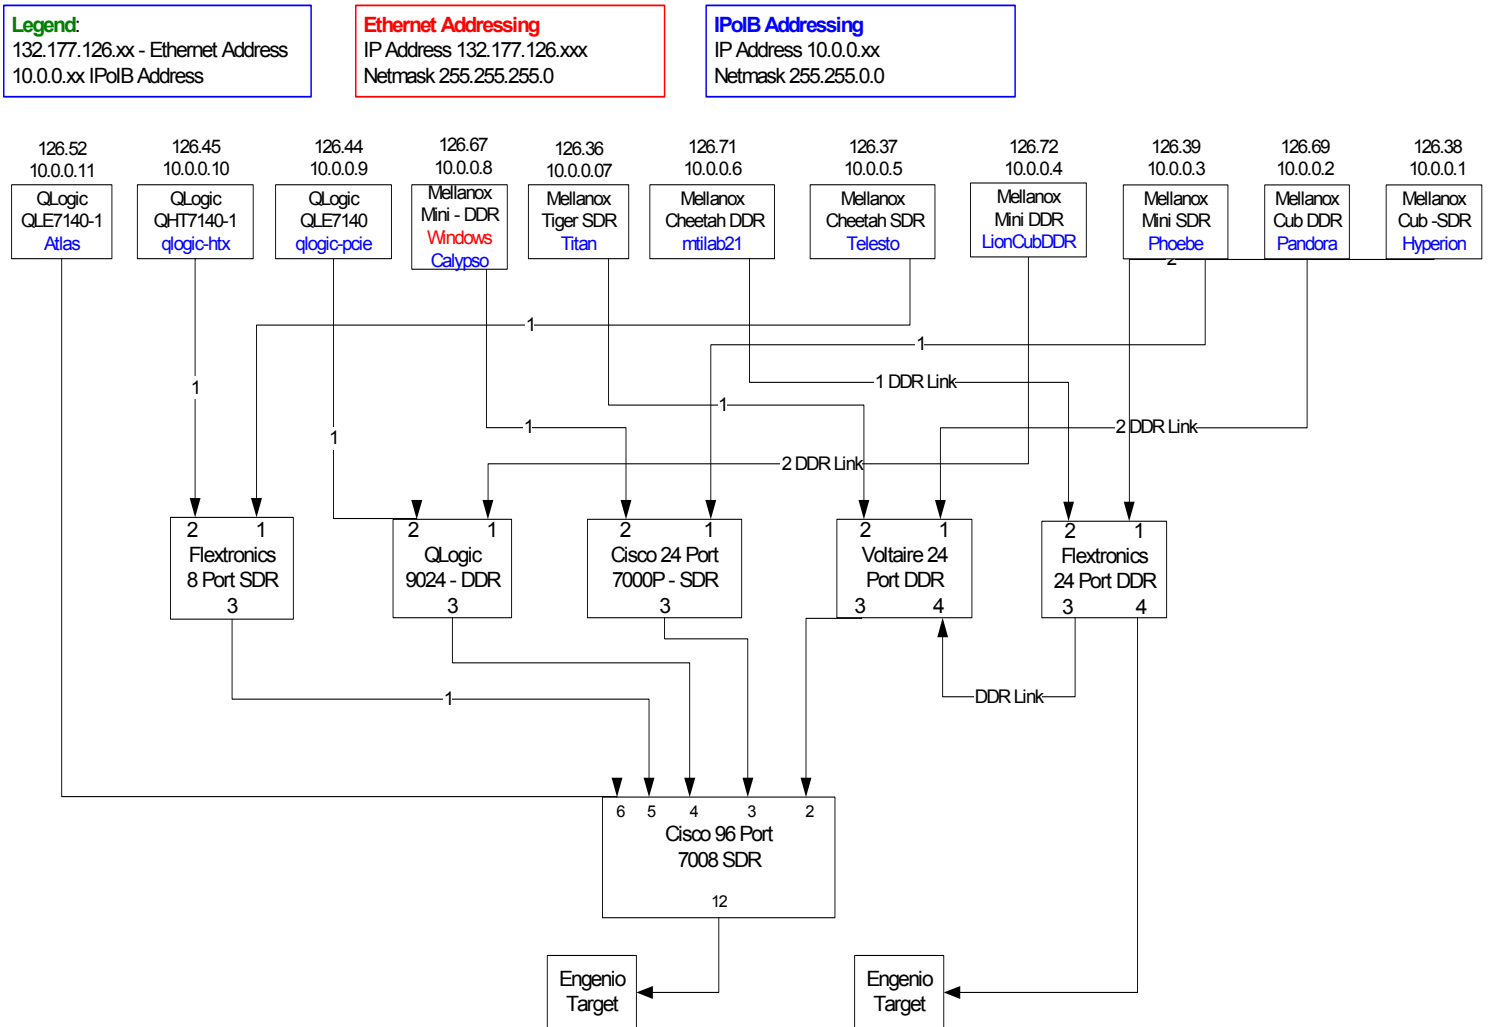 Legend:
132.177.126.xx - Ethernet Address
10.0.0.xx IPoIB Address
Ethernet Addressing
IP Address 132.177.126.xxx
Netmask 255.255.255.0
IPoIB Addressing
IP Address 10.0.0.xx
Netmask 255.255.0.0
126.52
10.0.0.11
QLogic
QLE7140-1
Atlas
126.45
10.0.0.10
QLogic
QHT7140-1
qlogic-htx
126.44
10.0.0.9
QLogic
QLE7140
qlogic-pcie
126.67
10.0.0.8
Mellanox
Mini - DDR
Windows
Calypso
126.36
10.0.0.07
Mellanox
Tiger SDR
Titan
126.71
10.0.0.6
Mellanox
Cheetah DDR
mtilab21
126.37
10.0.0.5
Mellanox
Cheetah SDR
Telesto
126.72
10.0.0.4
Mellanox
Mini DDR
LionCubDDR
126.39
10.0.0.3
Mellanox
Mini SDR
Phoebe
126.69
10.0.0.2
Mellanox
Cub DDR
Pandora
126.38
10.0.0.1
Mellanox
Cub -SDR
Hyperion
2
1
1
1
1 DDR Link
1
1
2 DDR Link
1
2 DDR Link
2 1
Flextronics
8 Port SDR
3
2 1
QLogic
9024 - DDR
3
2 1
Cisco 24 Port
7000P - SDR
3
2 1
Voltaire 24
Port DDR
3 4
2 1
Flextronics
24 Port DDR
3 4
1
DDR Link
6 5 4 3 2
Cisco 96 Port
7008 SDR
12
Engenio
Target
Engenio
Target